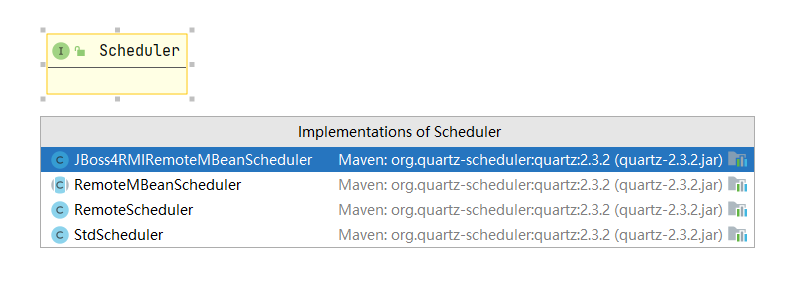 I Scheduler
Implementations of Scheduler
C JBoss4RMIRemoteMBeanScheduler Maven: org.quartz-scheduler:quartz:2.3.2 (quartz-2.3.2.jar)
C RemoteMBeanScheduler Maven: org.quartz-scheduler:quartz:2.3.2 (quartz-2.3.2.jar)
C RemoteScheduler Maven: org.quartz-scheduler:quartz:2.3.2 (quartz-2.3.2.jar)
C StdScheduler Maven: org.quartz-scheduler:quartz:2.3.2 (quartz-2.3.2.jar)